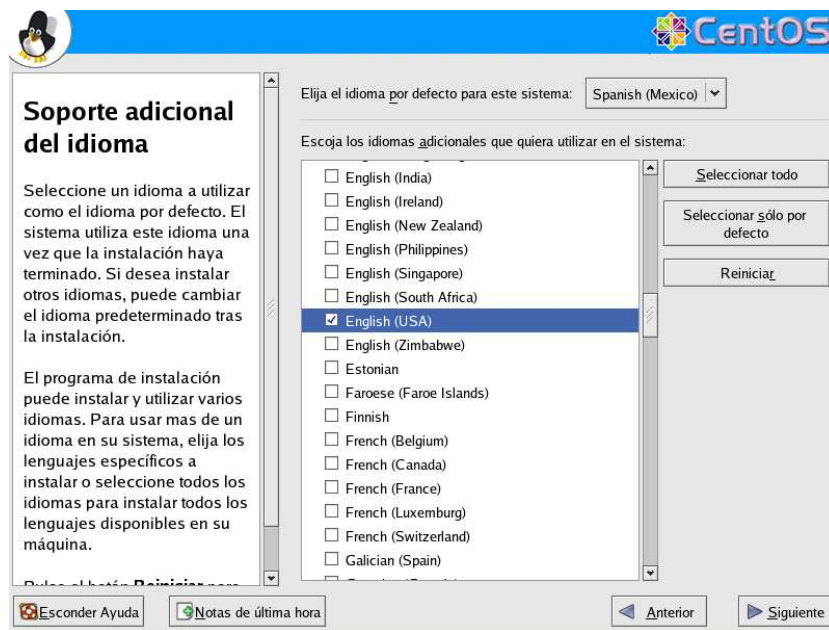 CentOS
Soporte adicional
del idioma
Seleccione un idioma a utilizar
como el idioma por defecto. El
sistema utiliza este idioma una
vez que la instalación haya
terminado. Si desea instalar
otros idiomas, puede cambiar
el idioma predeterminado tras
la instalación.
El programa de instalación
puede instalar y utilizar varios
idiomas. Para usar mas de un
idioma en su sistema, elija los
lenguajes específicos a
instalar o seleccione todos los
idiomas para instalar todos los
lenguajes disponibles en su
máquina.
Pulse el botón Reiniciar para
Elija el idioma por defecto para este sistema: Spanish (Mexico)
Escoja los idiomas adicionales que quiera utilizar en el sistema:
English (India)
English (Ireland)
English (New Zealand)
English (Philippines)
English (Singapore)
English (South Africa)
English (USA)
English (Zimbabwe)
Estonian
Faroese (Faroe Islands)
Finnish
French (Belgium)
French (Canada)
French (France)
French (Luxemburg)
French (Switzerland)
Galician (Spain)
Seleccionar todo
Seleccionar sólo por
defecto
Reiniciar
Esconder Ayuda
Notas de última hora
Anterior
Siguiente